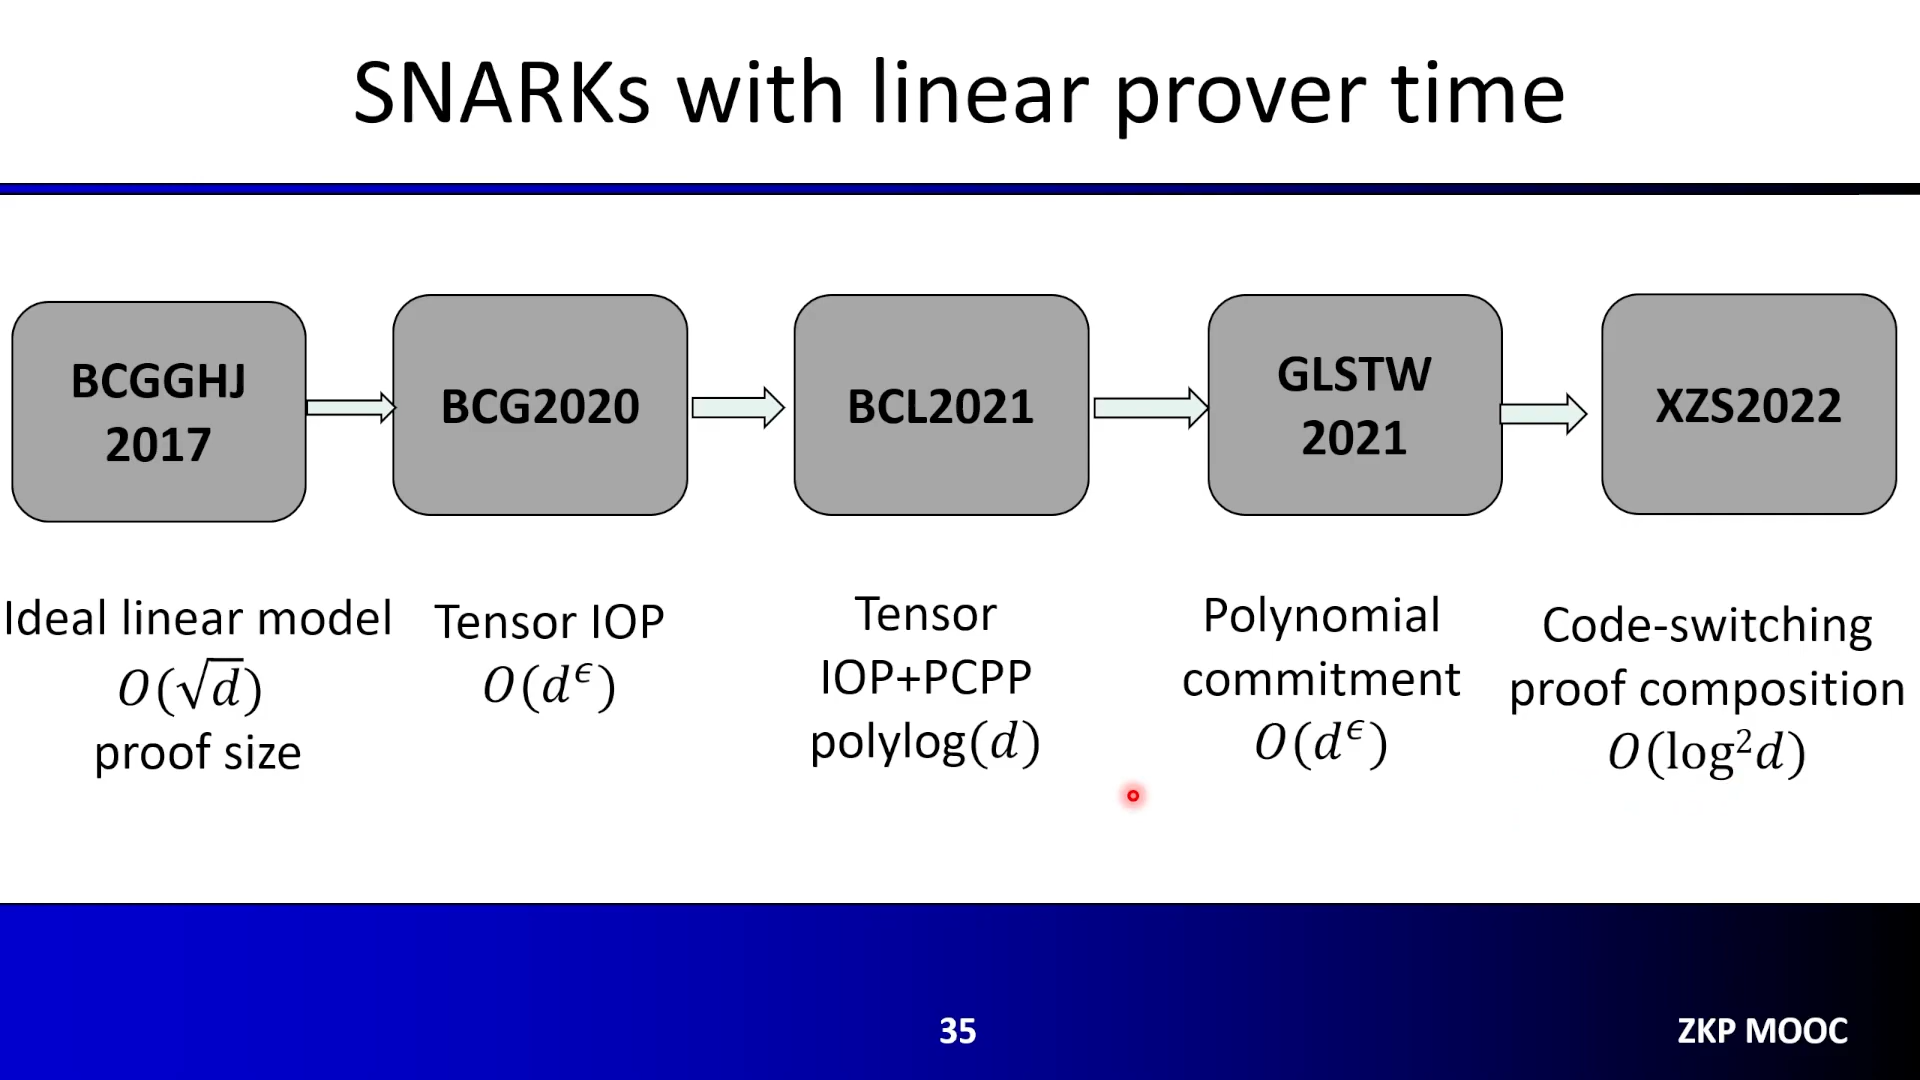 SNARKs with linear prover time
BCGGHJ
2017
BCG2020
BCL2021
GLSTW
2021
XZS2022
Ideal linear model
O(√d)
proof size
Tensor IOP
O(d^ϵ)
Tensor
IOP+PCPP
polylog(d)
Polynomial
commitment
O(d^ϵ)
Code-switching
proof composition
O(log²d)
35
ZKP MOOC